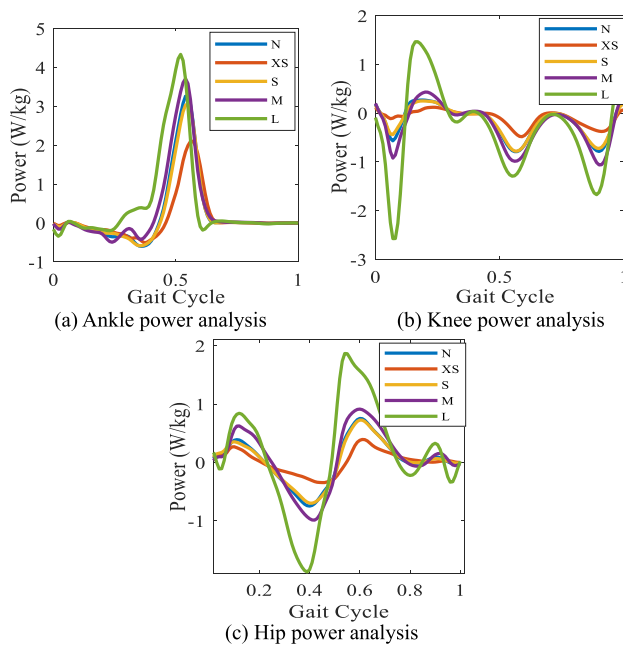 5
4
3
2
1
0
-1
Power (W/kg)
N
XS
S
M
L
0
0.5
1
Gait Cycle
(a) Ankle power analysis
2
1
0
-1
-2
-3
Power (W/kg)
N
XS
S
M
L
0
0.5
1
Gait Cycle
(b) Knee power analysis
2
1
0
-1
Power (W/kg)
N
XS
S
M
L
0.2
0.4
0.6
0.8
1
Gait Cycle
(c) Hip power analysis